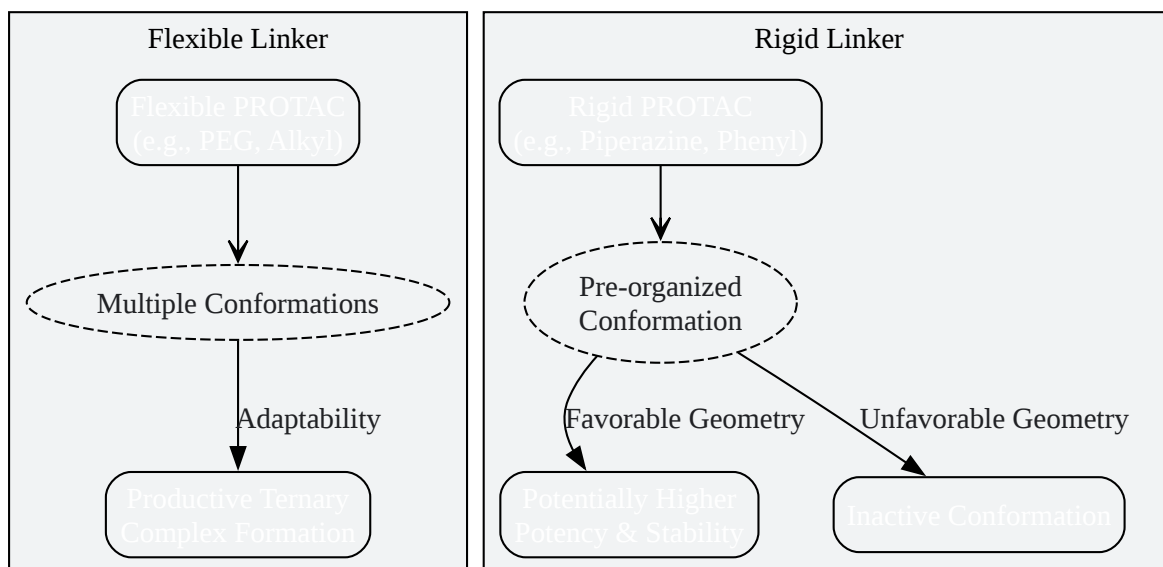 Flexible Linker
Flexible PROTAC
(e.g., PEG, Alkyl)
Multiple Conformations
Adaptability
Productive Ternary
Complex Formation
Rigid Linker
Rigid PROTAC
(e.g., Piperazine, Phenyl)
Pre-organized
Conformation
Favorable Geometry
Unfavorable Geometry
Potentially Higher
Potency & Stability
Inactive Conformation